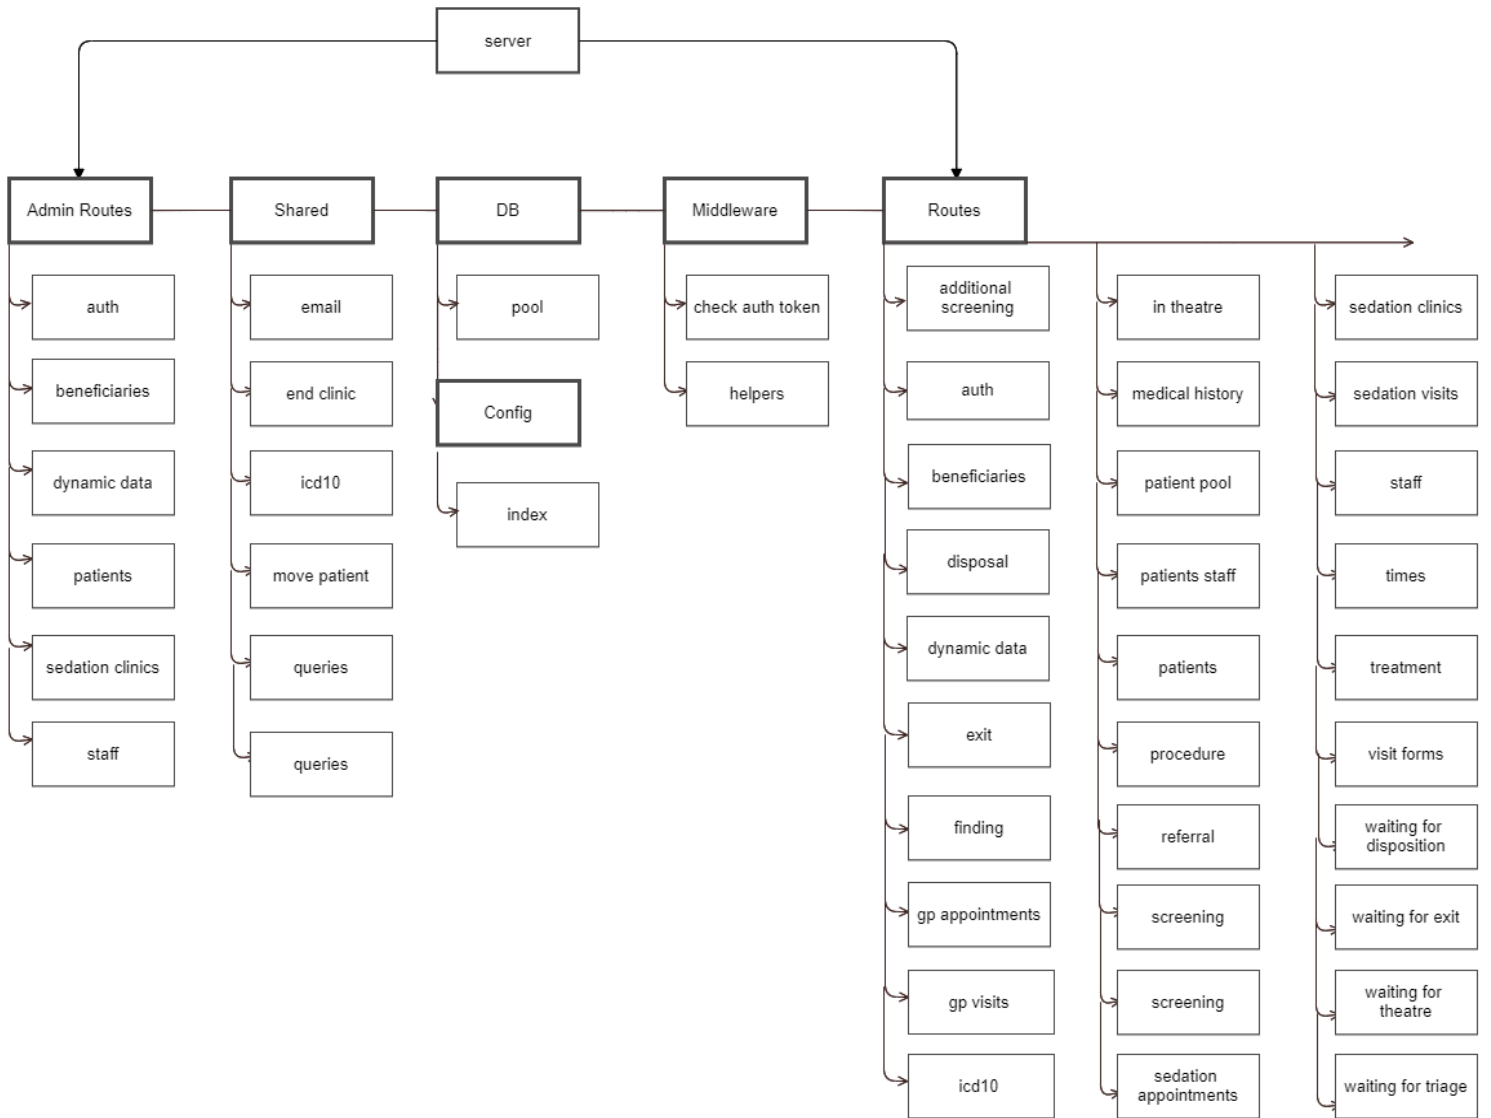 server
Admin Routes
Shared
DB
Middleware
Routes
auth
beneficiaries
dynamic data
patients
sedation clinics
staff
email
end clinic
icd10
move patient
queries
queries
pool
Config
index
check auth token
helpers
additional
screening
auth
beneficiaries
disposal
dynamic data
exit
finding
gp appointments
gp visits
icd10
in theatre
medical history
patient pool
patients staff
patients
procedure
referral
screening
screening
sedation
appointments
sedation clinics
sedation visits
staff
times
treatment
visit forms
waiting for
disposition
waiting for exit
waiting for
theatre
waiting for triage